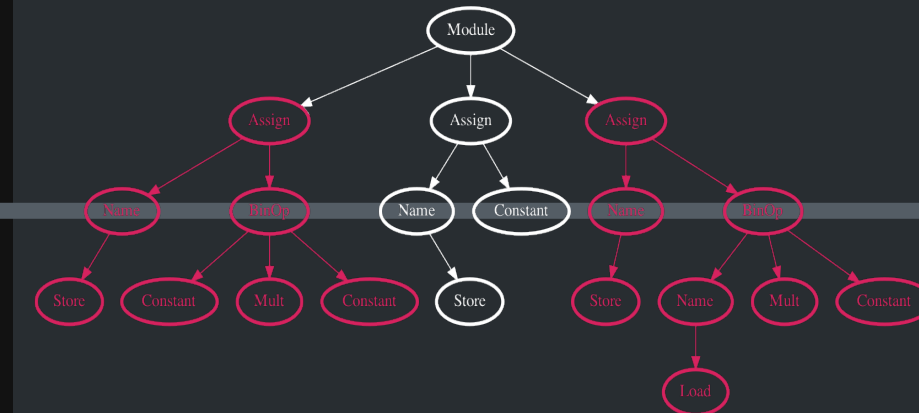 Module
Assign Assign Assign
Name BinOp Name Constant Name BinOp
Store Constant Mult Constant Store Store Name Mult Constant
Load